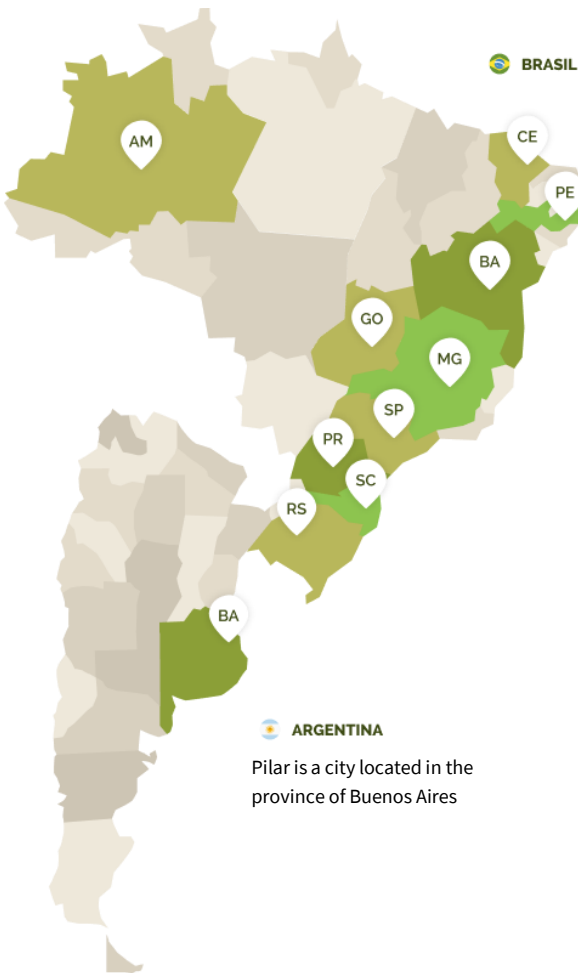 BRASIL
CE
AM
PE
BA
GO
MG
SP
PR
SC
RS
BA
ARGENTINA
Pilar is a city located in the
province of Buenos Aires